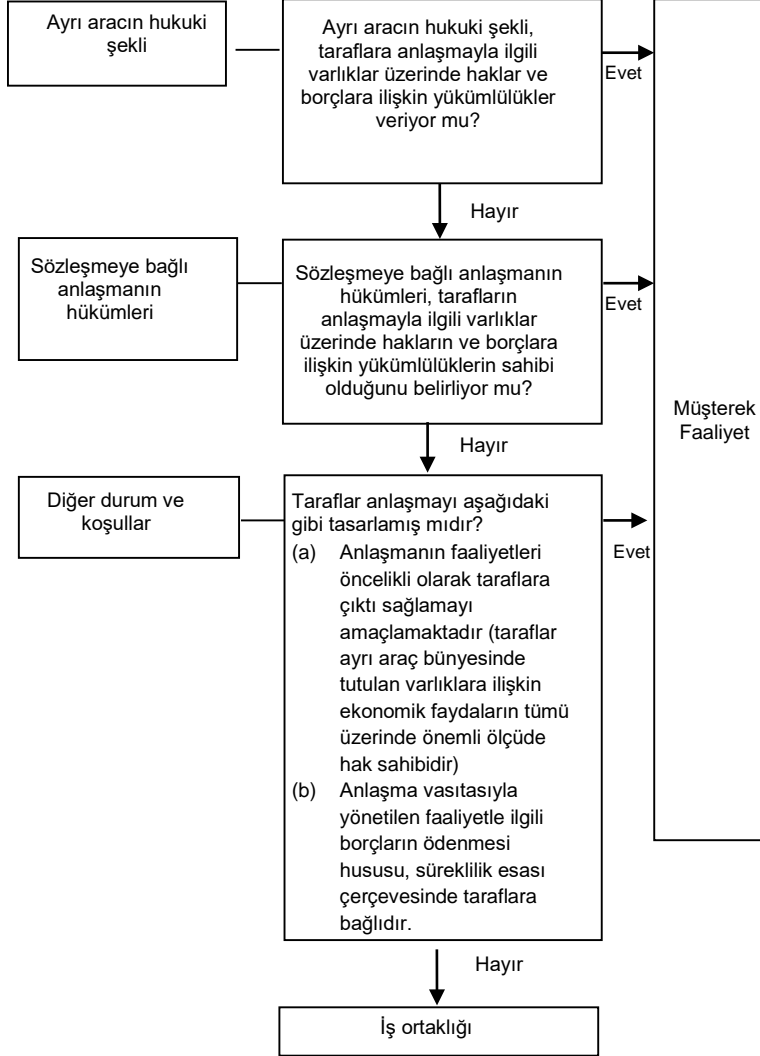 Ayrı aracın hukuki
şekli
Ayrı aracın hukuki şekli,
taraflara anlaşmayla ilgili
varlıklar üzerinde haklar ve
borçlara ilişkin yükümlülükler
veriyor mu?
Evet
Hayır
Sözleşmeye bağlı
anlaşmanın
hükümleri
Sözleşmeye bağlı anlaşmanın
hükümleri, tarafların
anlaşmayla ilgili varlıklar
üzerinde hakların ve borçlara
ilişkin yükümlülüklerin sahibi
olduğunu belirliyor mu?
Evet
Müşterek
Faaliyet
Hayır
Diğer durum ve
koşullar
Taraflar anlaşmayı aşağıdaki
gibi tasarlamış mıdır?
(a) Anlaşmanın faaliyetleri
öncelikli olarak taraflara
çıktı sağlamayı
amaçlamaktadır (taraflar
ayrı araç bünyesinde
tutulan varlıklara ilişkin
ekonomik faydaların tümü
üzerinde önemli ölçüde
hak sahibidir)
(b) Anlaşma vasıtasıyla
yönetilen faaliyetle ilgili
borçların ödenmesi
hususu, süreklilik esası
çerçevesinde taraflara
bağlıdır.
Evet
Hayır
İş ortaklığı